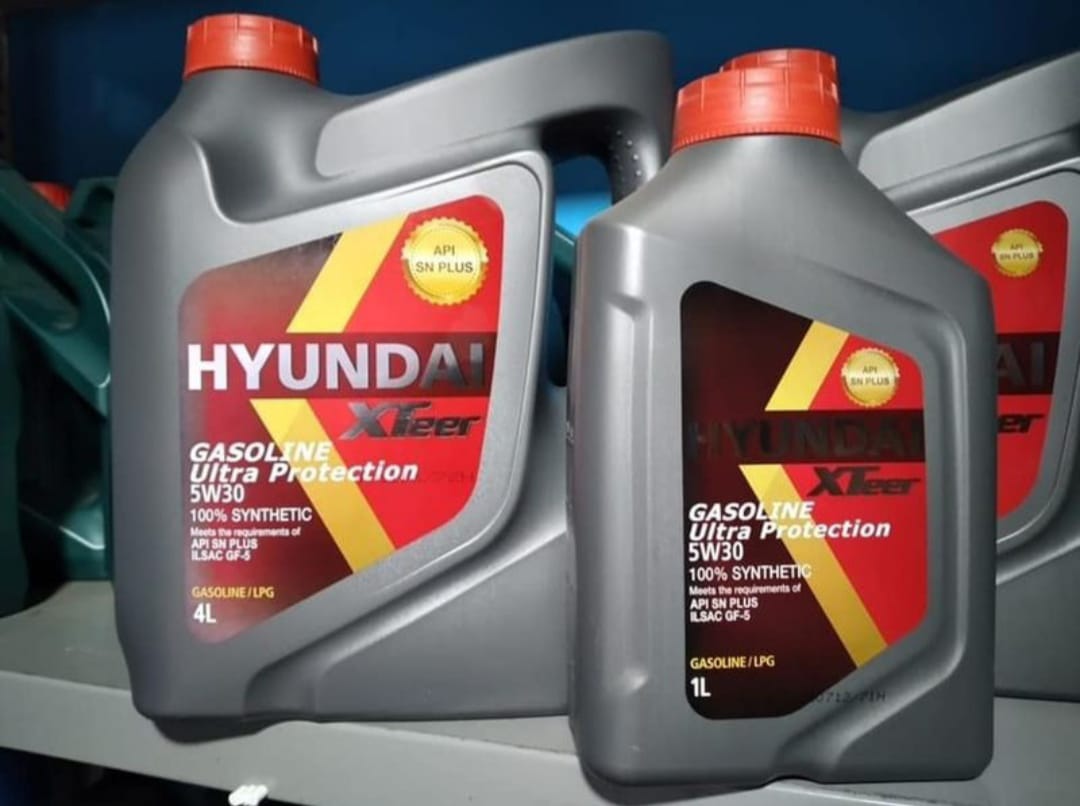 API
SN PLUS
HYUNDAI
XTeer
GASOLINE
Ultra Protection
5W30
100% SYNTHETIC
Meets the requirements of
API SN PLUS
ILSAC GF-5
GASOLINE / LPG
4L
API
SN PLUS
HYUNDAI
XTeer
GASOLINE
Ultra Protection
5W30
100% SYNTHETIC
Meets the requirements of
API SN PLUS
ILSAC GF-5
GASOLINE / LPG
1L
API
SN PLUS
AI
er